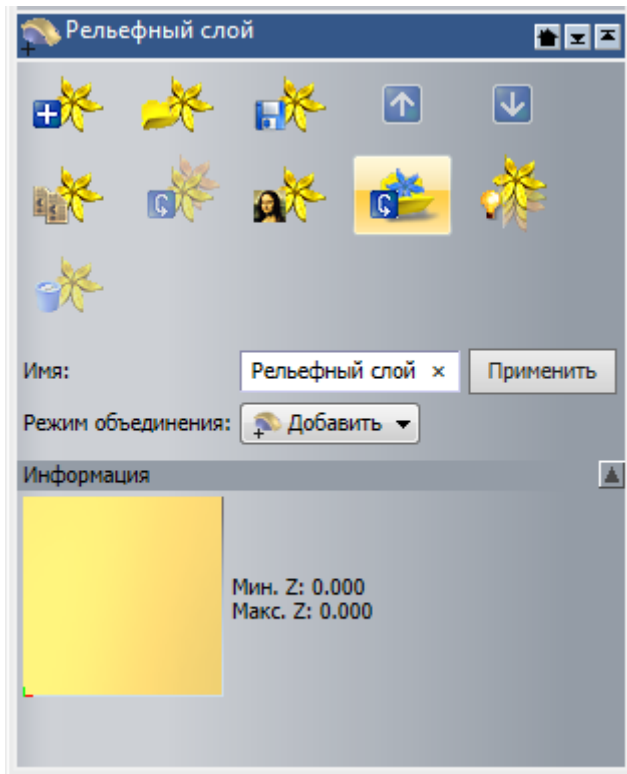 Рельефный слой
Имя:
Рельефный слой ×
Применить
Режим объединения:
Добавить
Информация
Мин. Z: 0.000
Макс. Z: 0.000